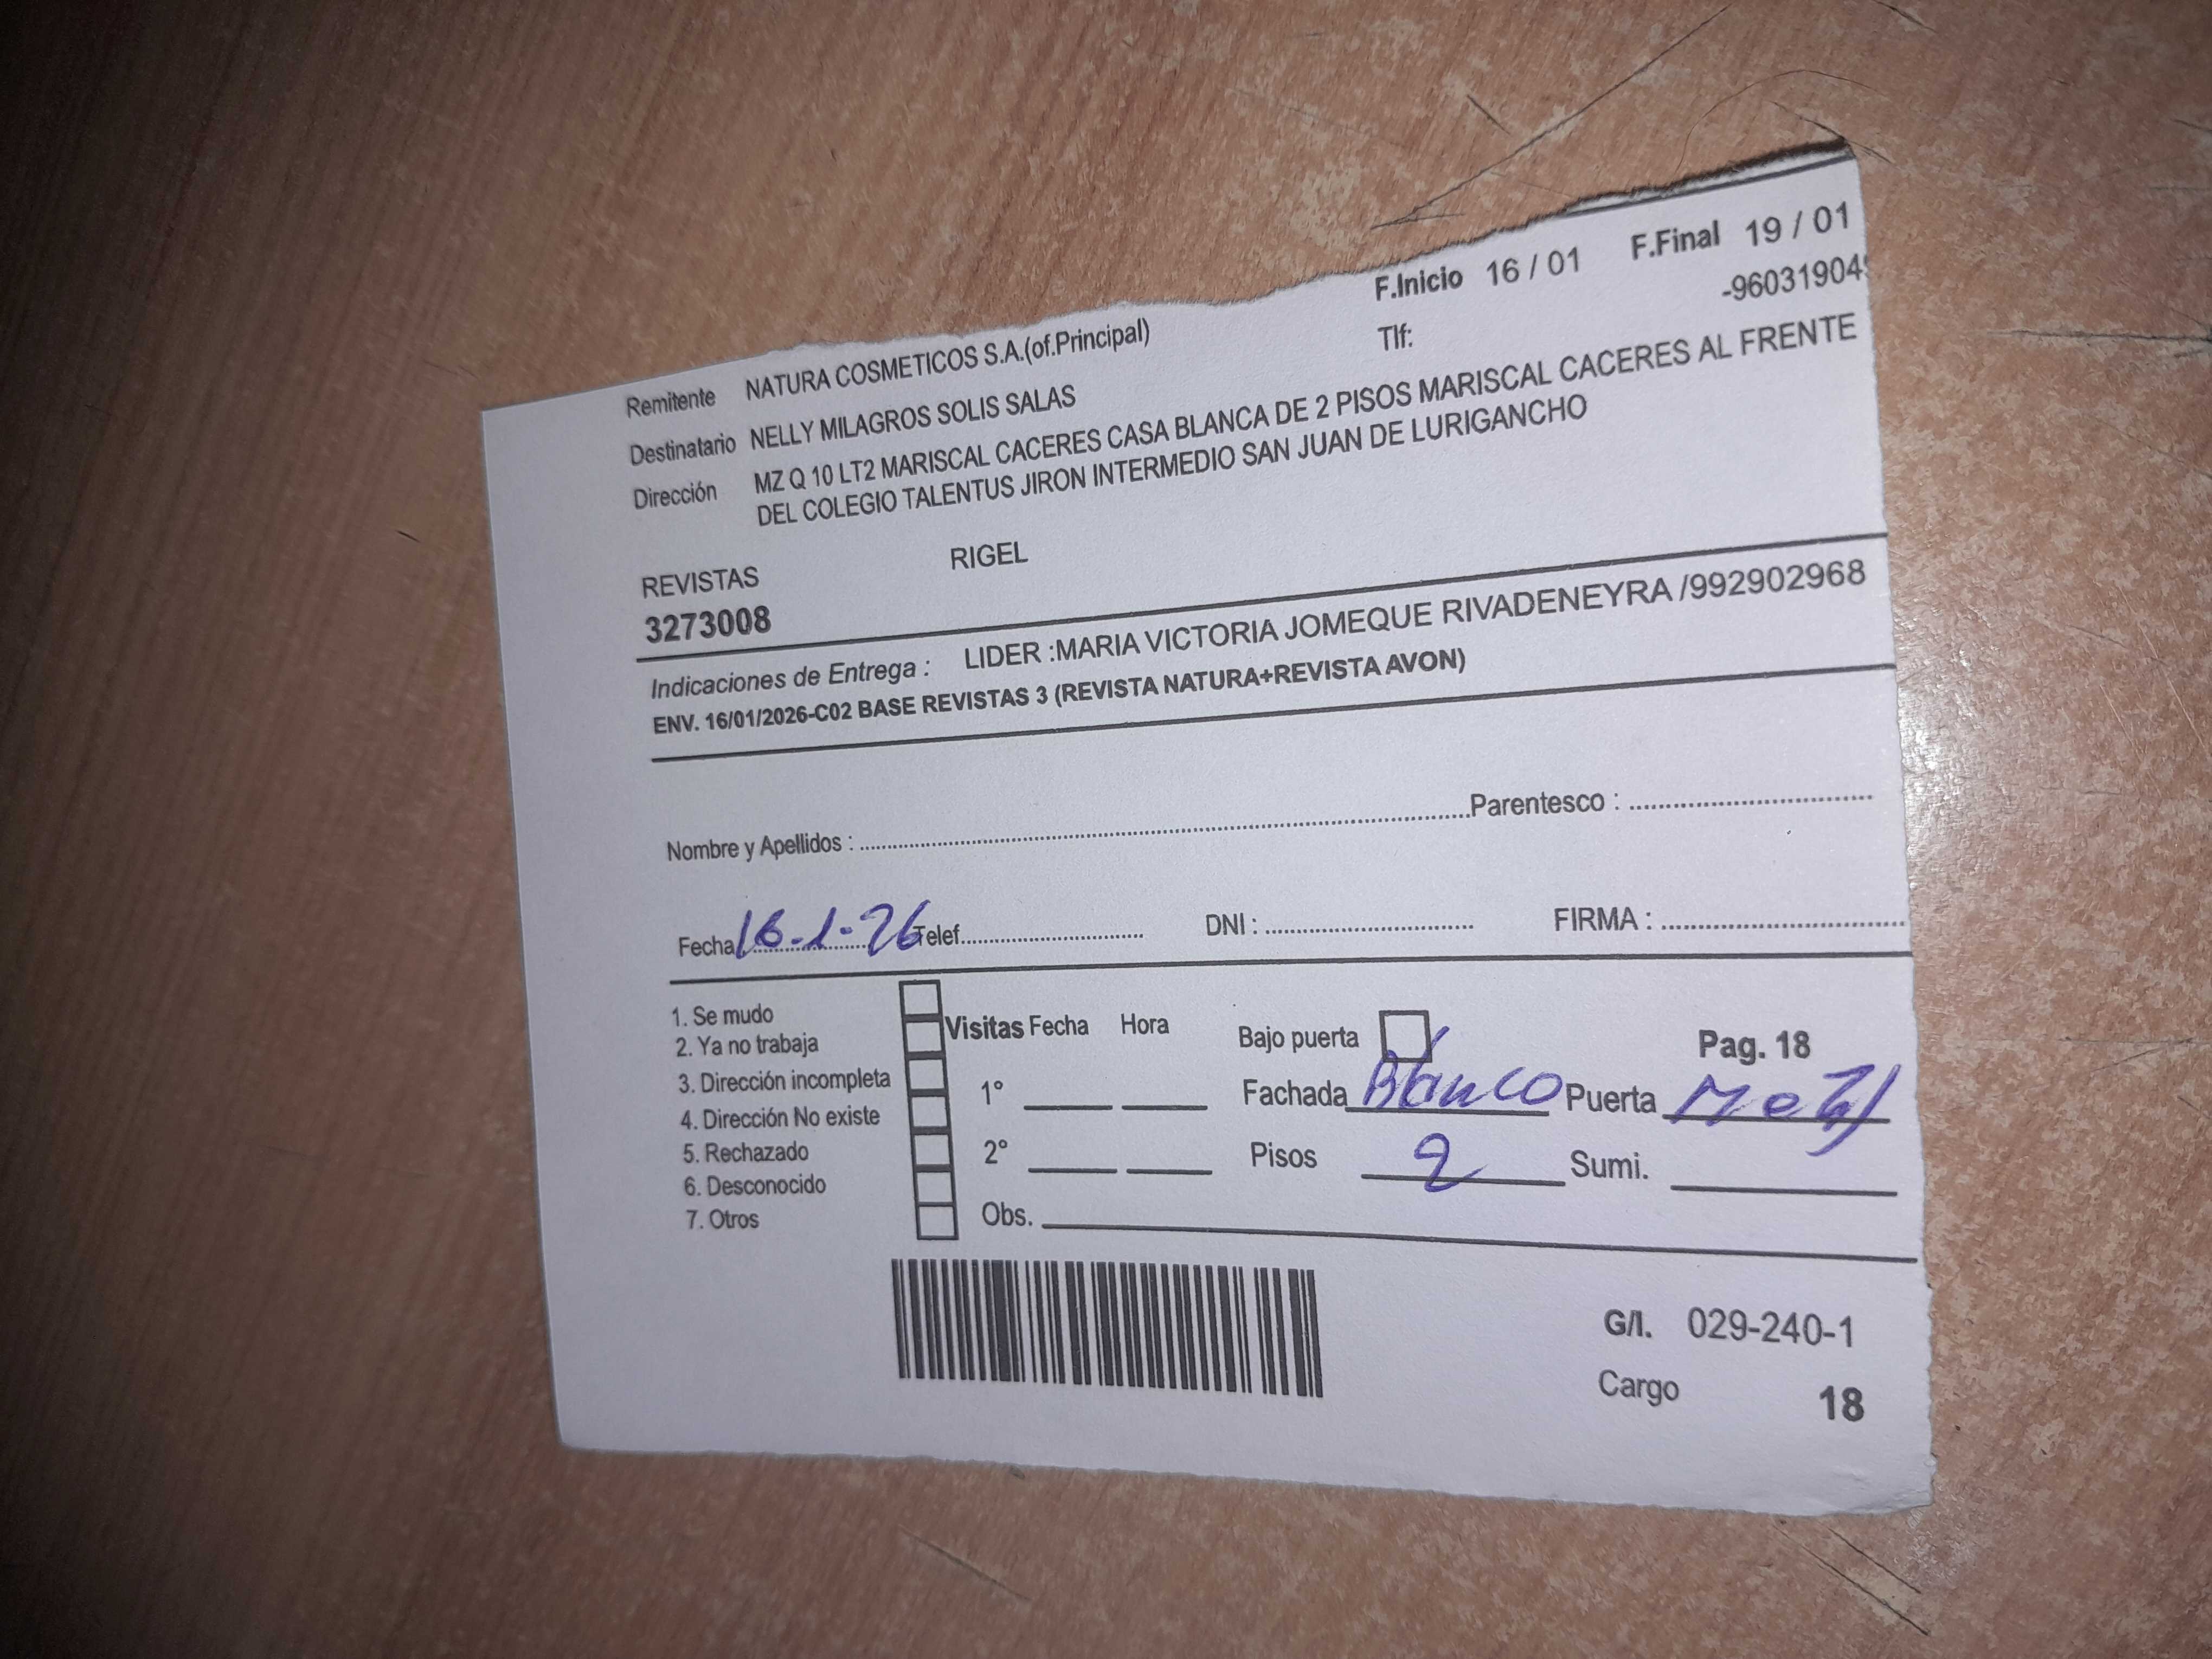 F.Inicio 16 / 01 F.Final 19 / 01
Remitente NATURA COSMETICOS S.A.(of.Principal) Tlf: -96031904
Destinatario NELLY MILAGROS SOLIS SALAS
Dirección MZ Q 10 LT2 MARISCAL CACERES CASA BLANCA DE 2 PISOS MARISCAL CACERES AL FRENTE
DEL COLEGIO TALENTUS JIRON INTERMEDIO SAN JUAN DE LURIGANCHO
REVISTAS RIGEL
3273008
Indicaciones de Entrega : LIDER :MARIA VICTORIA JOMEQUE RIVADENEYRA /992902968
ENV. 16/01/2026-C02 BASE REVISTAS 3 (REVISTA NATURA+REVISTA AVON)
Nombre y Apellidos : Parentesco :
Fecha 16-1-26 Telef. DNI : FIRMA :
1. Se mudo
2. Ya no trabaja
3. Dirección incompleta
4. Dirección No existe
5. Rechazado
6. Desconocido
7. Otros
Visitas Fecha Hora
1°
2°
Obs.
Bajo puerta Pag. 18
Fachada Blanco Puerta Metal
Pisos 2 Sumi.
G/I. 029-240-1
Cargo 18